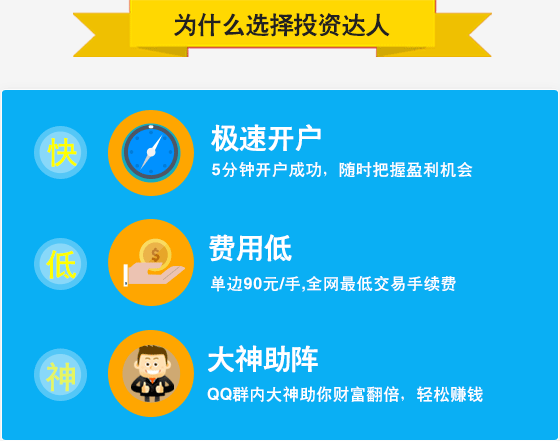 为什么选择投资达人
快
极速开户
5分钟开户成功，随时把握盈利机会
低
$
费用低
单边90元/手,全网最低交易手续费
神
大神助阵
QQ群内大神助你财富翻倍，轻松赚钱